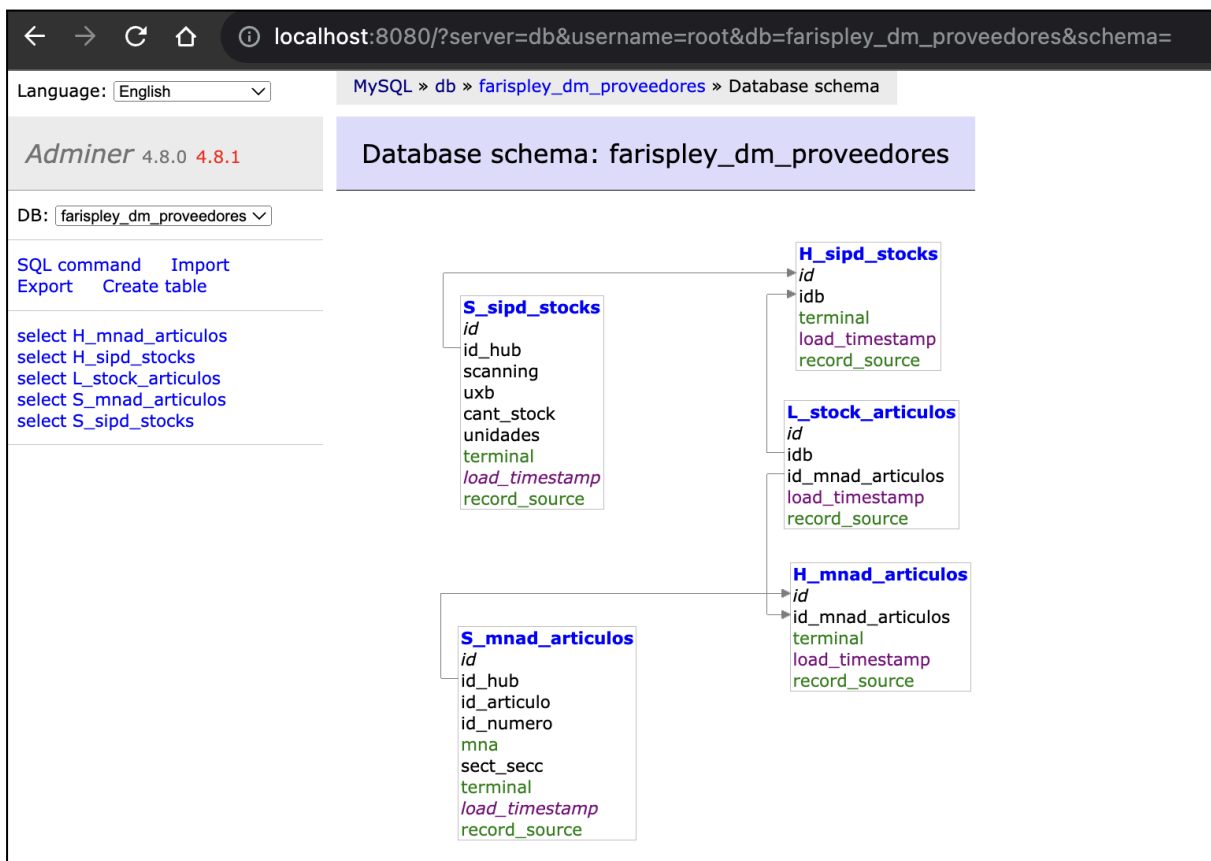 localhost:8080/?server=db&username=root&db=farispley_dm_proveedores&schema=
Language: English
MySQL » db » farispley_dm_proveedores » Database schema
Adminer 4.8.0 4.8.1
Database schema: farispley_dm_proveedores
DB: farispley_dm_proveedores
SQL command Import
Export Create table
select H_mnad_articulos
select H_sipd_stocks
select L_stock_articulos
select S_mnad_articulos
select S_sipd_stocks
S_sipd_stocks
id
id_hub
scanning
uxb
cant_stock
unidades
terminal
load_timestamp
record_source
H_sipd_stocks
id
idb
terminal
load_timestamp
record_source
L_stock_articulos
id
idb
id_mnad_articulos
load_timestamp
record_source
H_mnad_articulos
id
id_mnad_articulos
terminal
load_timestamp
record_source
S_mnad_articulos
id
id_hub
id_articulo
id_numero
mna
sect_secc
terminal
load_timestamp
record_source